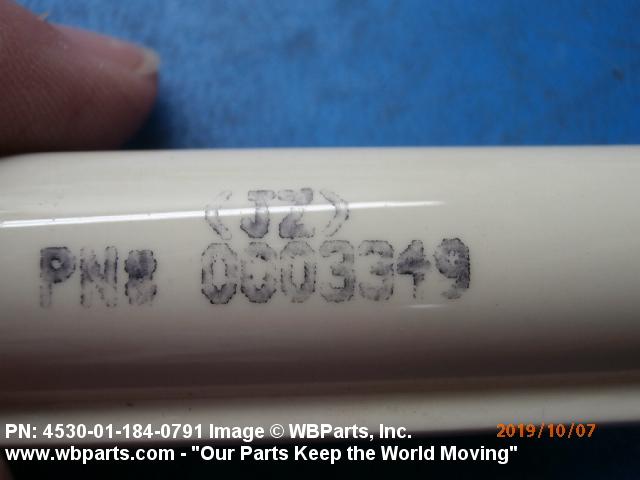 (JZ)
PN# 0003349
PN: 4530-01-184-0791 Image © WBParts, Inc.
2019/10/07
www.wbparts.com - "Our Parts Keep the World Moving"